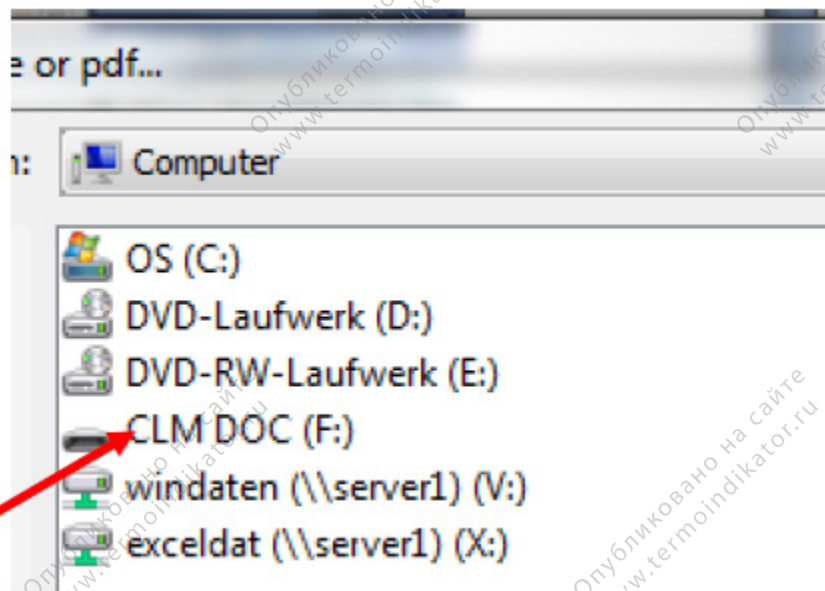 e or pdf...
n:
Computer
OS (C:)
DVD-Laufwerk (D:)
DVD-RW-Laufwerk (E:)
CLM DOC (F:)
windaten (\\server1) (V:)
exceldat (\\server1) (X:)
Опубликовано на сайте
www.termoindikator.ru